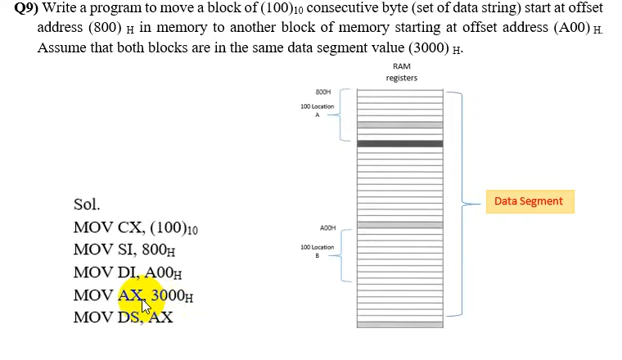 Q9) Write a program to move a block of (100)10 consecutive byte (set of data string) start at offset
address (800) H in memory to another block of memory starting at offset address (A00) H.
Assume that both blocks are in the same data segment value (3000) H.
RAM
registers
800H
100 Location
A
Data Segment
A00H
100 Location
B
Sol.
MOV CX, (100)10
MOV SI, 800H
MOV DI, A00H
MOV AX, 3000H
MOV DS, AX